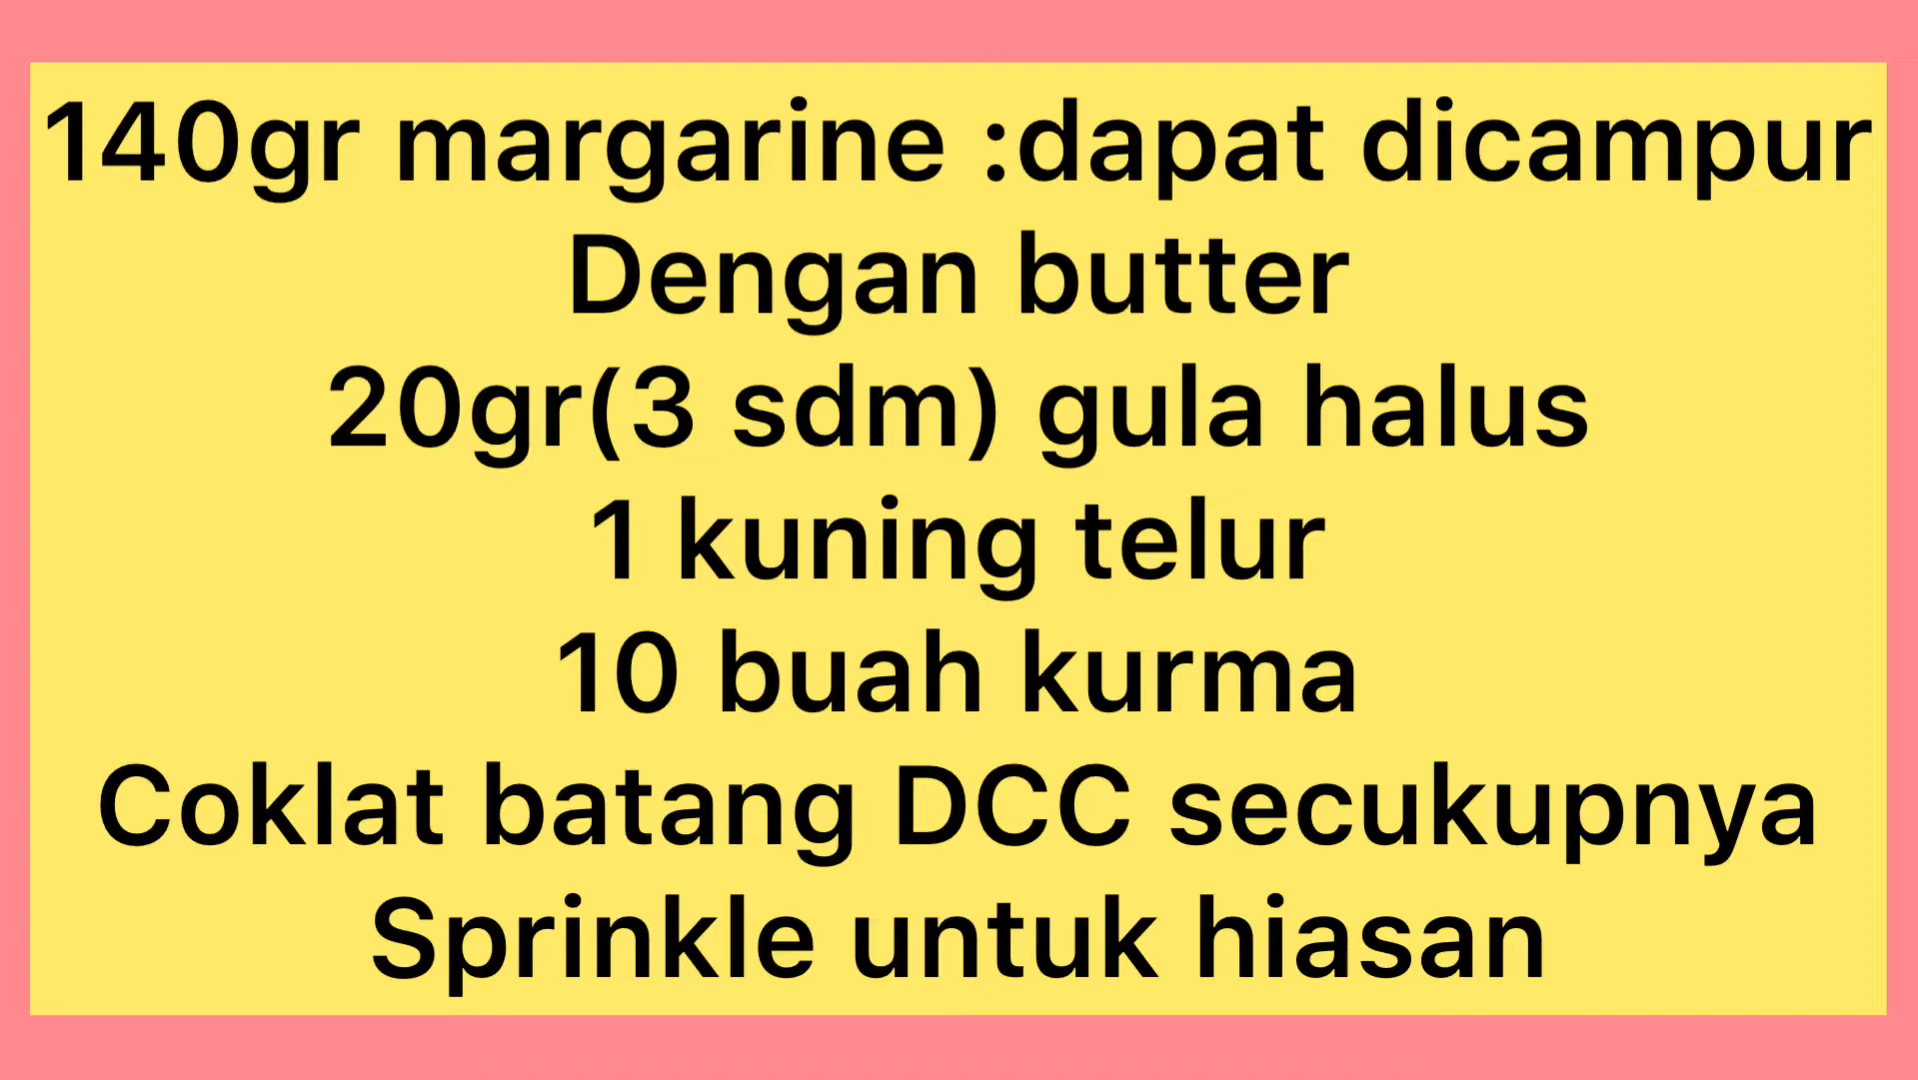 140gr margarine :dapat dicampur
Dengan butter
20gr(3 sdm) gula halus
1 kuning telur
10 buah kurma
Coklat batang DCC secukupnya
Sprinkle untuk hiasan